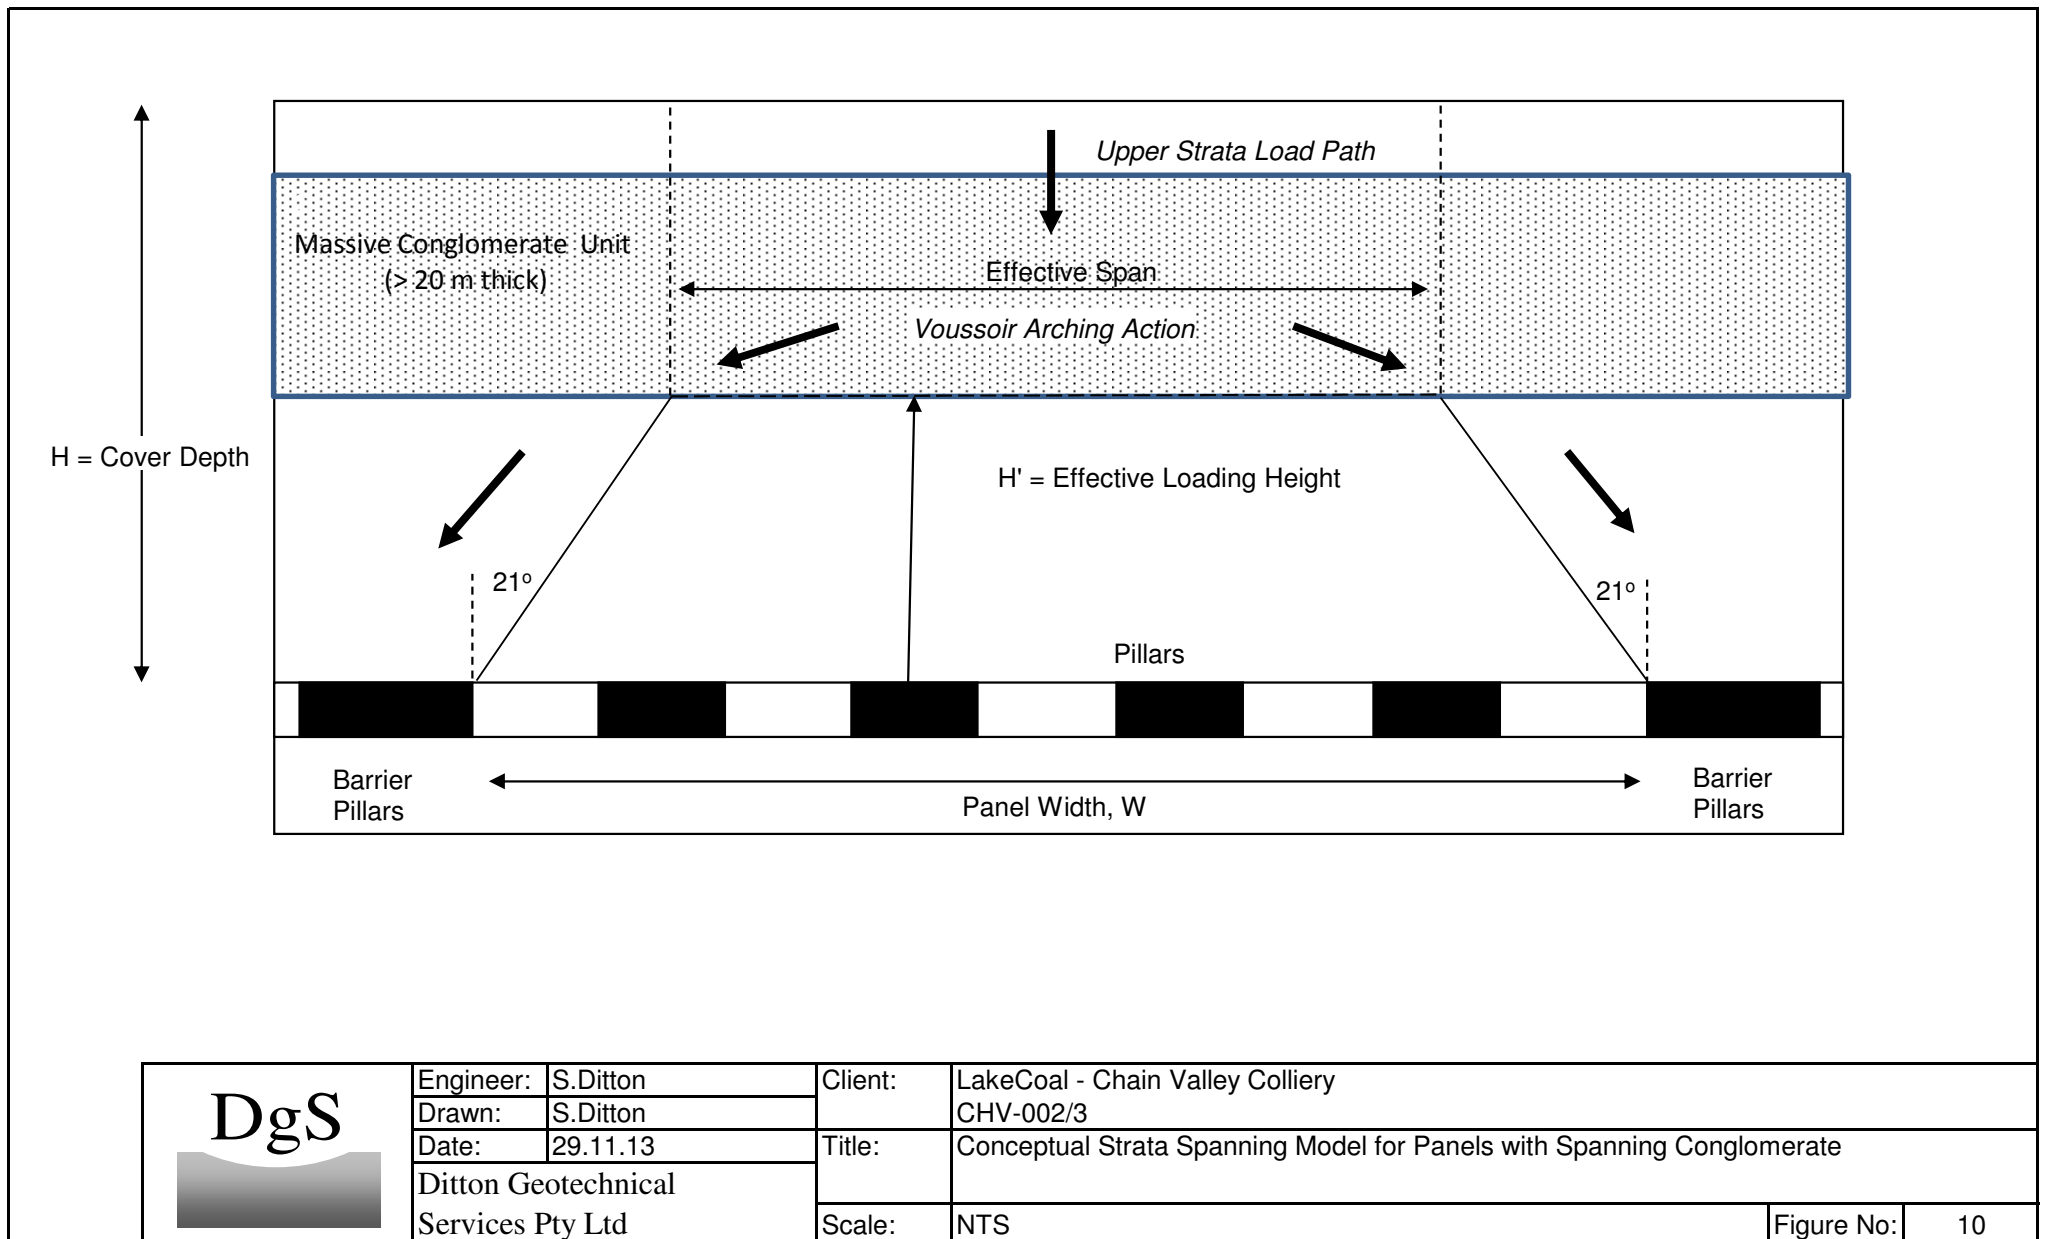 Upper Strata Load Path
Massive Conglomerate Unit
(> 20 m thick)
Effective Span
Voussoir Arching Action
H = Cover Depth
H' = Effective Loading Height
21º
21º
Pillars
Barrier
Pillars
Panel Width, W
Barrier
Pillars
DgS
Engineer: S.Ditton
Drawn: S.Ditton
Date: 29.11.13
Ditton Geotechnical
Services Pty Ltd
Client: LakeCoal - Chain Valley Colliery
CHV-002/3
Title: Conceptual Strata Spanning Model for Panels with Spanning Conglomerate
Scale: NTS
Figure No: 10